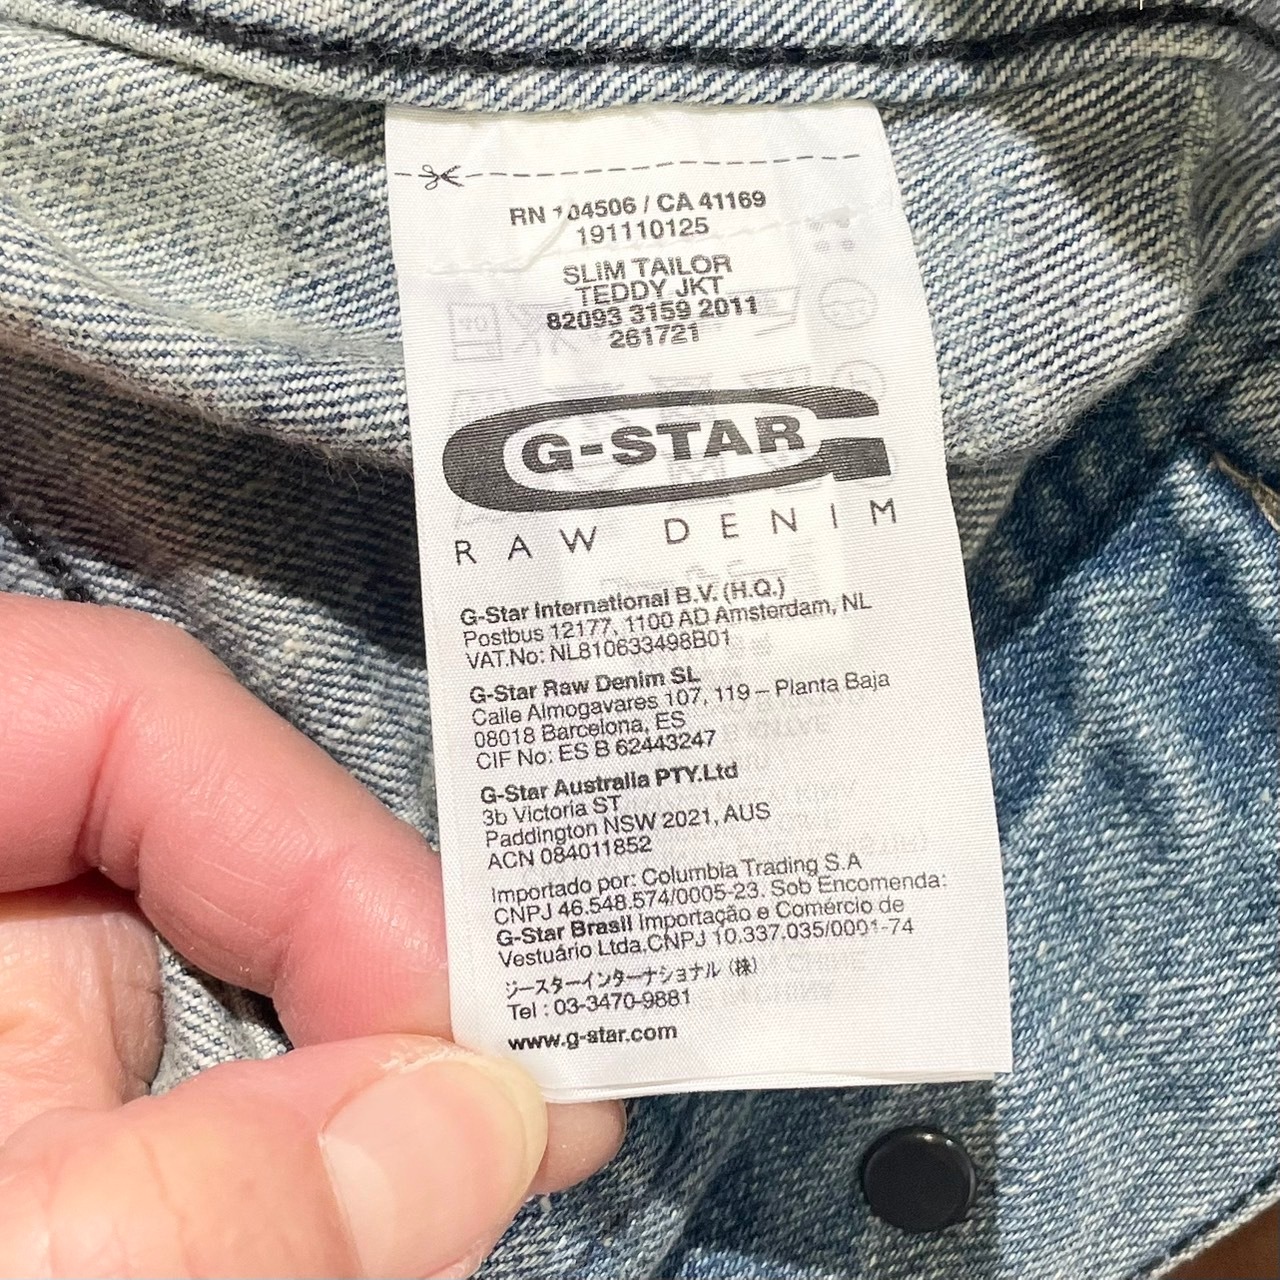 RN 104506 / CA 41169
191110125
SLIM TAILOR
TEDDY JKT
82093 3159 2011
261721
G-STAR
RAW DENIM
G-Star International B.V. (H.Q.)
Postbus 12177, 1100 AD Amsterdam, NL
VAT.No: NL810633498B01
G-Star Raw Denim SL
Calle Almogavares 107, 119 – Planta Baja
08018 Barcelona, ES
CIF No: ES B 62443247
G-Star Australia PTY.Ltd
3b Victoria ST
Paddington NSW 2021, AUS
ACN 084011852
Importado por: Columbia Trading S.A
CNPJ 46.548.574/0005-23. Sob Encomenda:
G-Star Brasil Importação e Comércio de
Vestuário Ltda.CNPJ 10.337.035/0001-74
ジースターインターナショナル (株)
Tel : 03-3470-9881
www.g-star.com